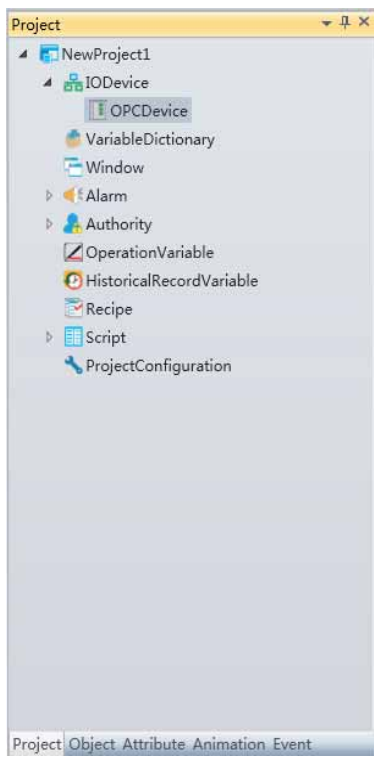 Project
NewProject1
IODevice
OPCDevice
VariableDictionary
Window
Alarm
Authority
OperationVariable
HistoricalRecordVariable
Recipe
Script
ProjectConfiguration
Project Object Attribute Animation Event